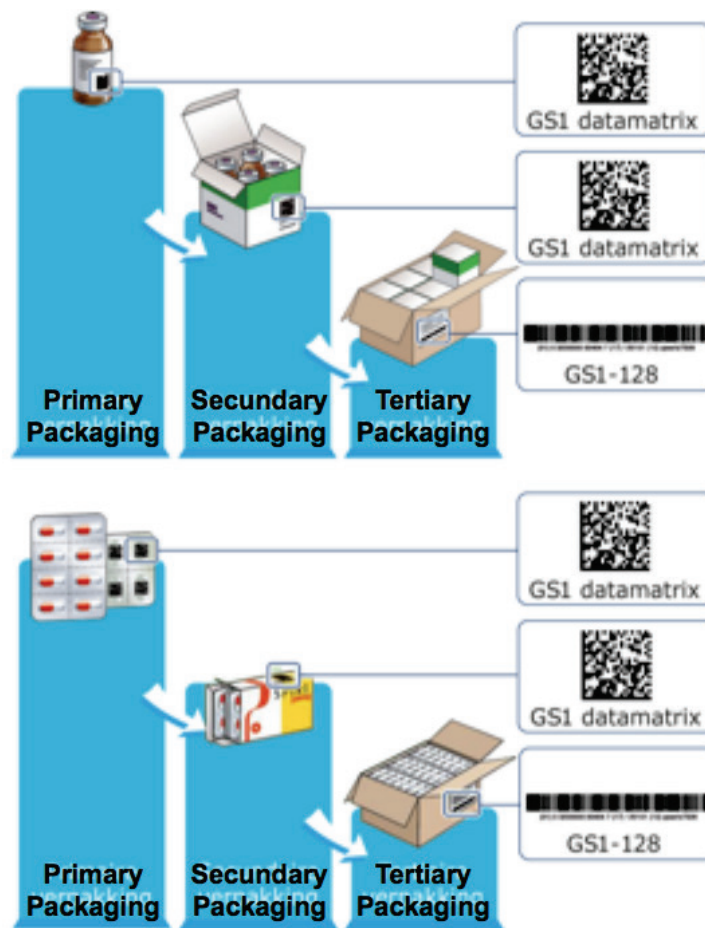 GS1 datamatrix
GS1 datamatrix
GS1-128
Primary
Packaging
Secundary
Packaging
Tertiary
Packaging
GS1 datamatrix
GS1 datamatrix
GS1-128
Primary
Packaging
Secundary
Packaging
Tertiary
Packaging